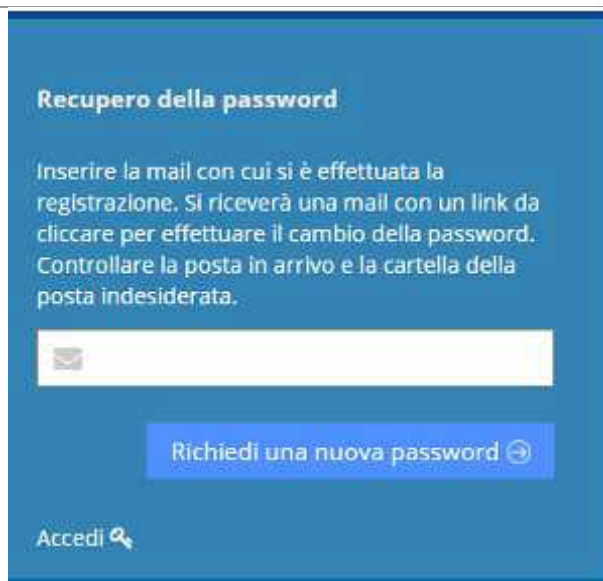 Recupero della password
Inserire la mail con cui si è effettuata la
registrazione. Si riceverà una mail con un link da
cliccare per effettuare il cambio della password.
Controllare la posta in arrivo e la cartella della
posta indesiderata.
Richiedi una nuova password
Accedi